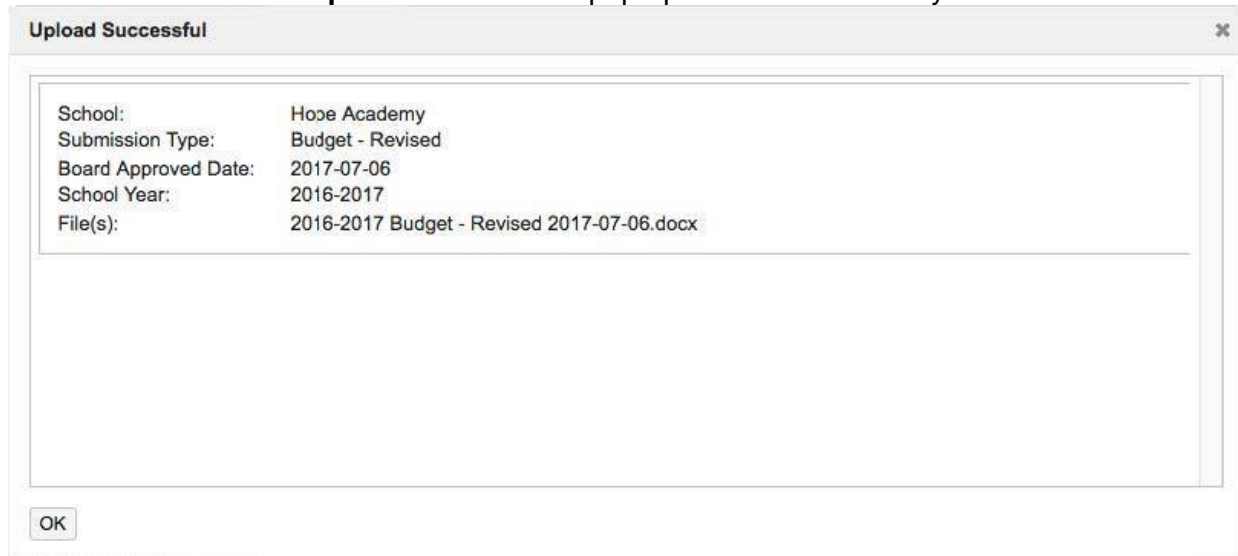 Upload Successful
School: Hope Academy
Submission Type: Budget - Revised
Board Approved Date: 2017-07-06
School Year: 2016-2017
File(s): 2016-2017 Budget - Revised 2017-07-06.docx
OK